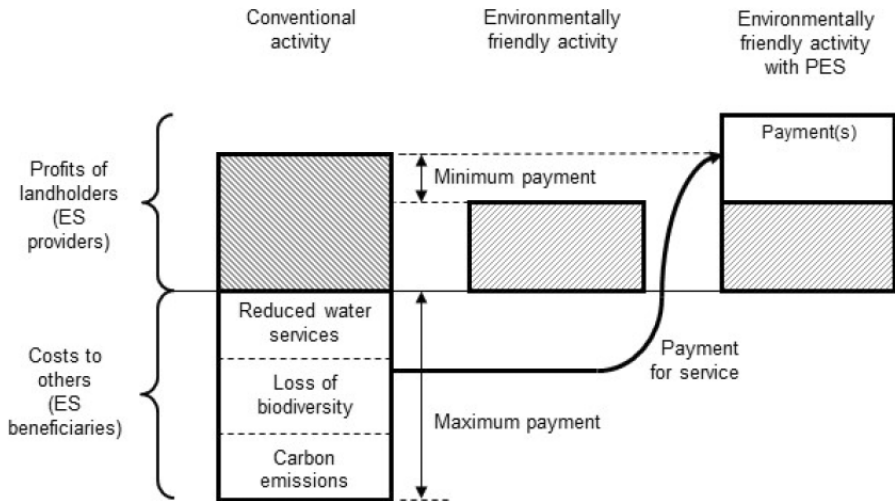 Conventional
activity
Environmentally
friendly activity
Environmentally
friendly activity
with PES
Profits of
landholders
(ES
providers)
Minimum payment
Payment(s)
Costs to
others
(ES
beneficiaries)
Reduced water
services
Loss of
biodiversity
Carbon
emissions
Maximum payment
Payment
for service